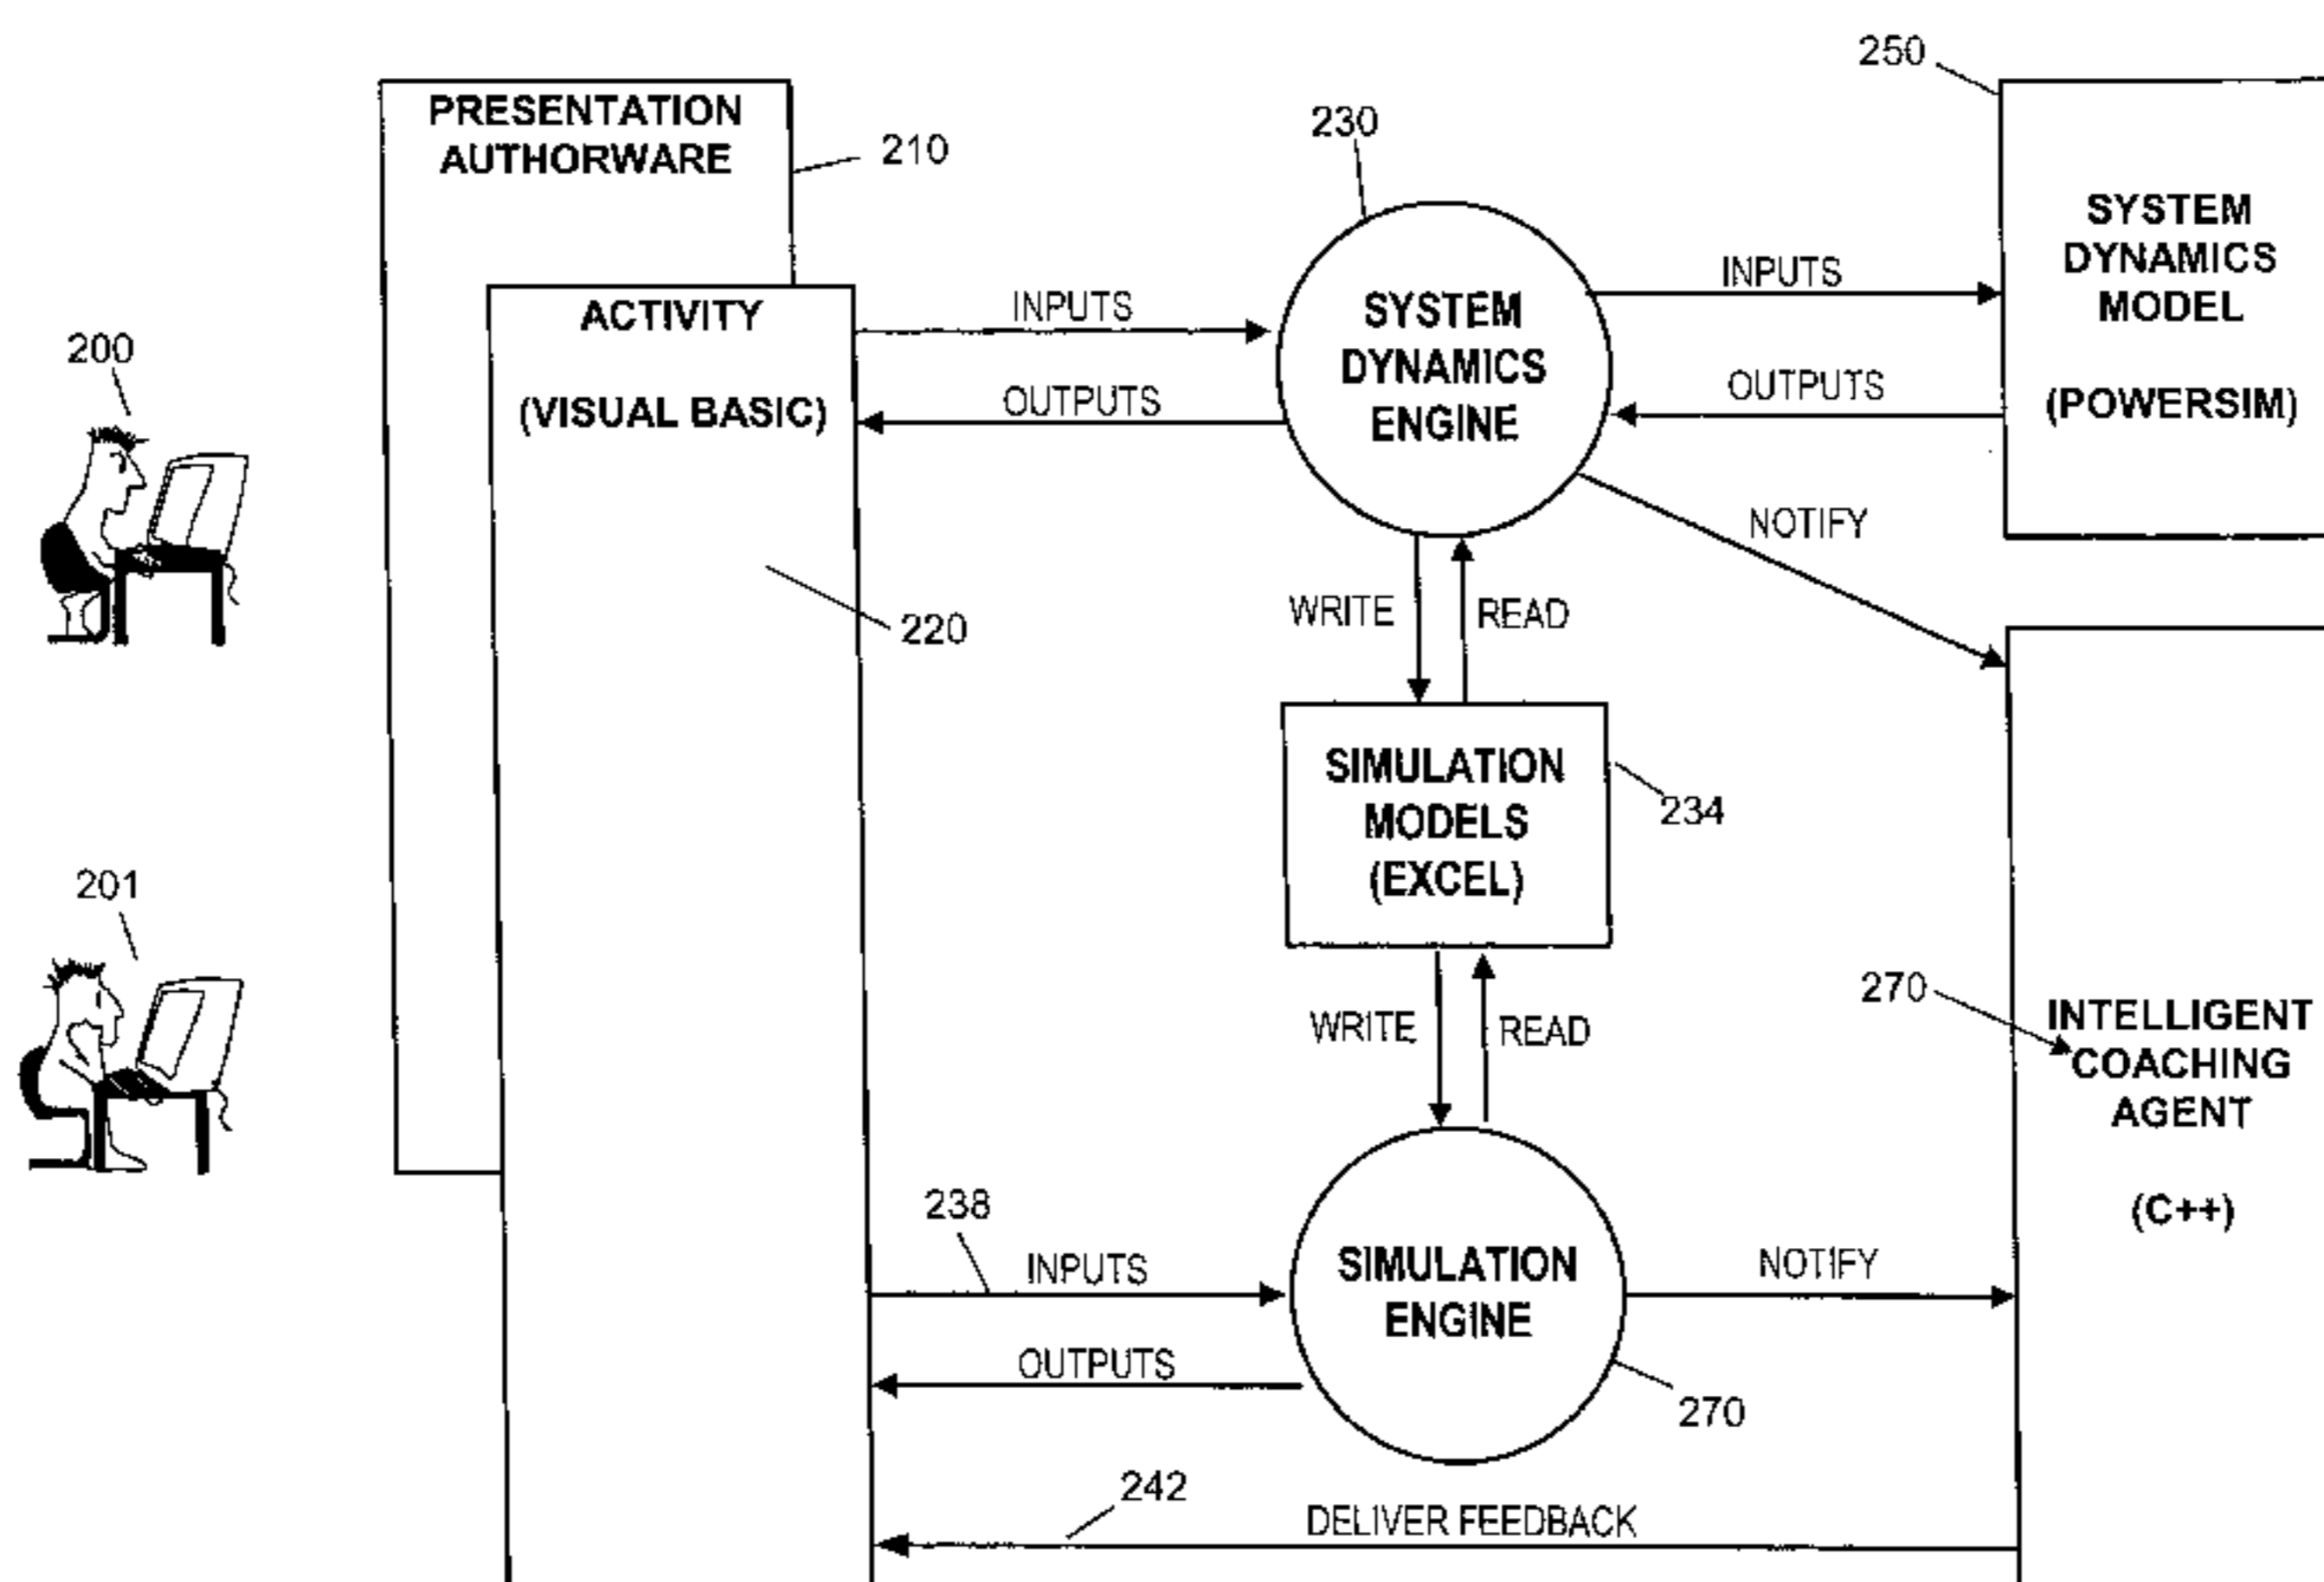 250
PRESENTATION
AUTHORWARE
210
230
SYSTEM
DYNAMICS
MODEL
(POWERSIM)
ACTIVITY
(VISUAL BASIC)
INPUTS
OUTPUTS
SYSTEM
DYNAMICS
ENGINE
INPUTS
OUTPUTS
200
NOTIFY
220
WRITE
READ
SIMULATION
MODELS
(EXCEL)
234
201
WRITE
READ
270
INTELLIGENT
COACHING
AGENT
(C++)
238
INPUTS
OUTPUTS
SIMULATION
ENGINE
NOTIFY
270
242
DELIVER FEEDBACK